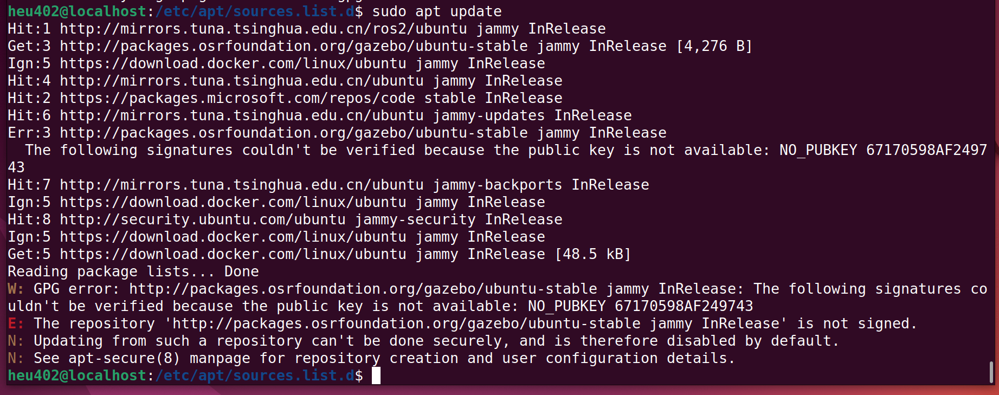 heu402@localhost:/etc/apt/sources.list.d$ sudo apt update
Hit:1 http://mirrors.tuna.tsinghua.edu.cn/ros2/ubuntu jammy InRelease
Get:3 http://packages.osrfoundation.org/gazebo/ubuntu-stable jammy InRelease [4,276 B]
Ign:5 https://download.docker.com/linux/ubuntu jammy InRelease
Hit:4 http://mirrors.tuna.tsinghua.edu.cn/ubuntu jammy InRelease
Hit:2 https://packages.microsoft.com/repos/code stable InRelease
Hit:6 http://mirrors.tuna.tsinghua.edu.cn/ubuntu jammy-updates InRelease
Err:3 http://packages.osrfoundation.org/gazebo/ubuntu-stable jammy InRelease
  The following signatures couldn't be verified because the public key is not available: NO_PUBKEY 67170598AF2497
43
Hit:7 http://mirrors.tuna.tsinghua.edu.cn/ubuntu jammy-backports InRelease
Ign:5 https://download.docker.com/linux/ubuntu jammy InRelease
Hit:8 http://security.ubuntu.com/ubuntu jammy-security InRelease
Ign:5 https://download.docker.com/linux/ubuntu jammy InRelease
Get:5 https://download.docker.com/linux/ubuntu jammy InRelease [48.5 kB]
Reading package lists... Done
W: GPG error: http://packages.osrfoundation.org/gazebo/ubuntu-stable jammy InRelease: The following signatures co
uldn't be verified because the public key is not available: NO_PUBKEY 67170598AF249743
E: The repository 'http://packages.osrfoundation.org/gazebo/ubuntu-stable jammy InRelease' is not signed.
N: Updating from such a repository can't be done securely, and is therefore disabled by default.
N: See apt-secure(8) manpage for repository creation and user configuration details.
heu402@localhost:/etc/apt/sources.list.d$